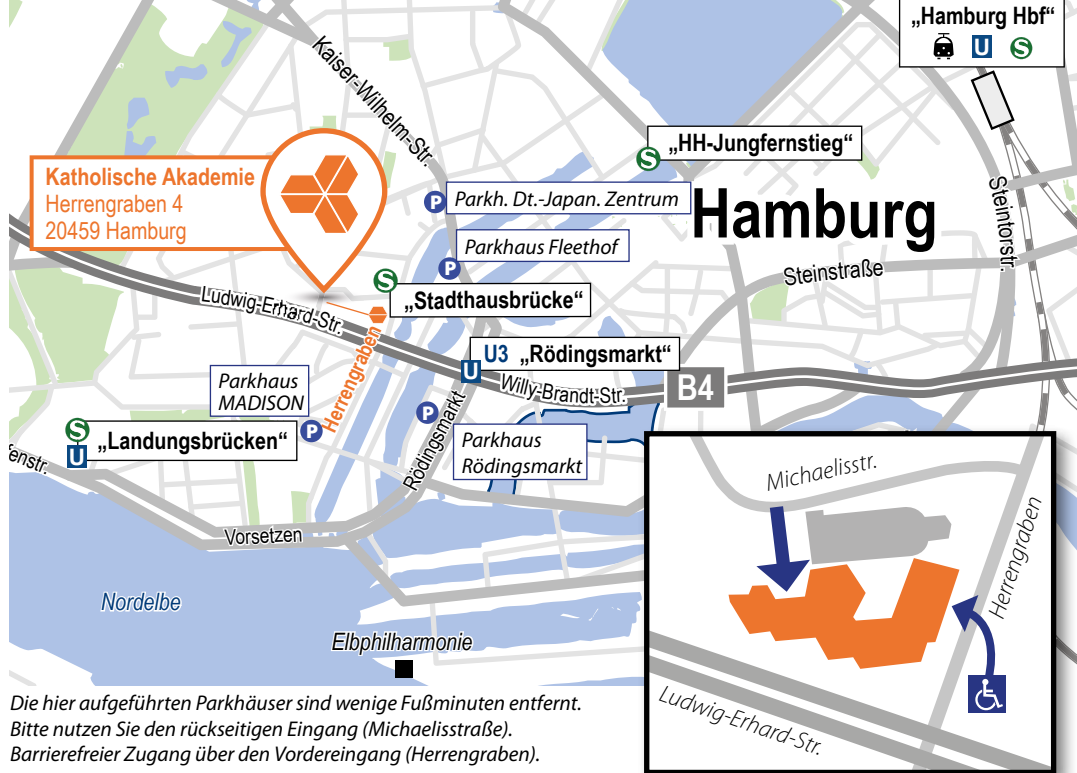 „Hamburg Hbf“
U S
Kaiser-Wilhelm-Str.
„HH-Jungfernstieg“
S
Katholische Akademie
Herrengraben 4
20459 Hamburg
P
Parkh. Dt.-Japan. Zentrum
Hamburg
Steintorstr.
Parkhaus Fleethof
P
Steinstraße
S
„Stadthausbrücke“
Ludwig-Erhard-Str.
Herrengraben
U3 „Rödingsmarkt“
U
Willy-Brandt-Str.
B4
Parkhaus
MADISON
P
P
Rödingsmarkt
Parkhaus
Rödingsmarkt
S
U
„Landungsbrücken“
fenstr.
Vorsetzen
Nordelbe
Elbphilharmonie
Michaelisstr.
Herrengraben
Ludwig-Erhard-Str.
Die hier aufgeführten Parkhäuser sind wenige Fußminuten entfernt.
Bitte nutzen Sie den rückseitigen Eingang (Michaelisstraße).
Barrierefreier Zugang über den Vordereingang (Herrengraben).